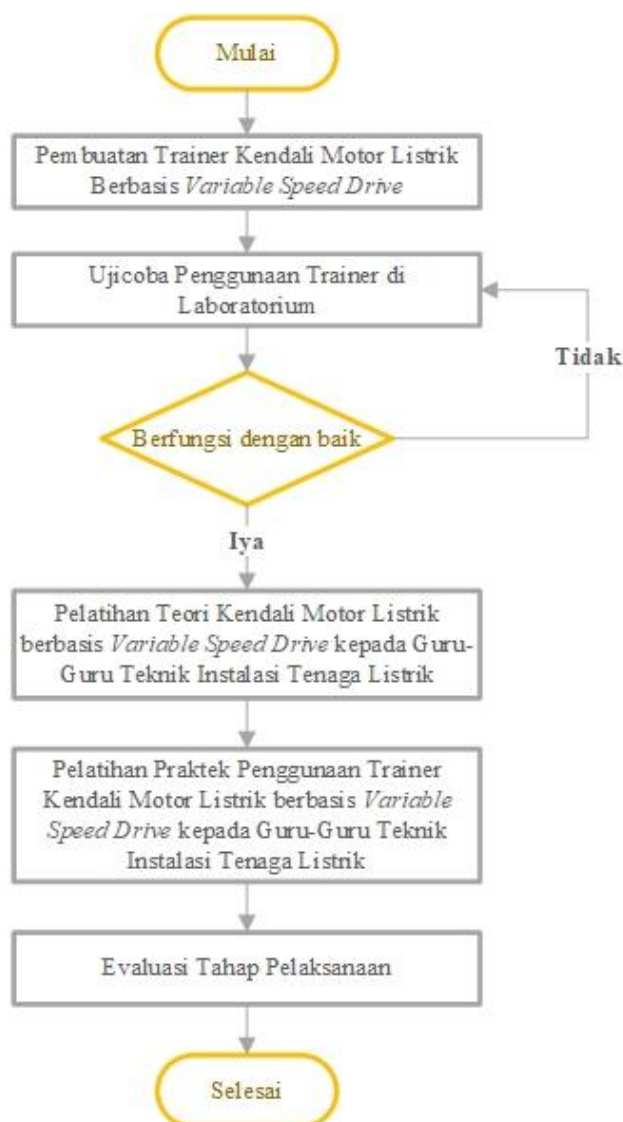 Mulai
Pembuatan Trainer Kendali Motor Listrik
Berbasis Variable Speed Drive
Ujicoba Penggunaan Trainer di
Laboratorium
Tidak
Berfungsi dengan baik
Iya
Pelatihan Teori Kendali Motor Listrik
berbasis Variable Speed Drive kepada Guru-
Guru Teknik Instalasi Tenaga Listrik
Pelatihan Praktek Penggunaan Trainer
Kendali Motor Listrik berbasis Variable
Speed Drive kepada Guru-Guru Teknik
Instalasi Tenaga Listrik
Evaluasi Tahap Pelaksanaan
Selesai